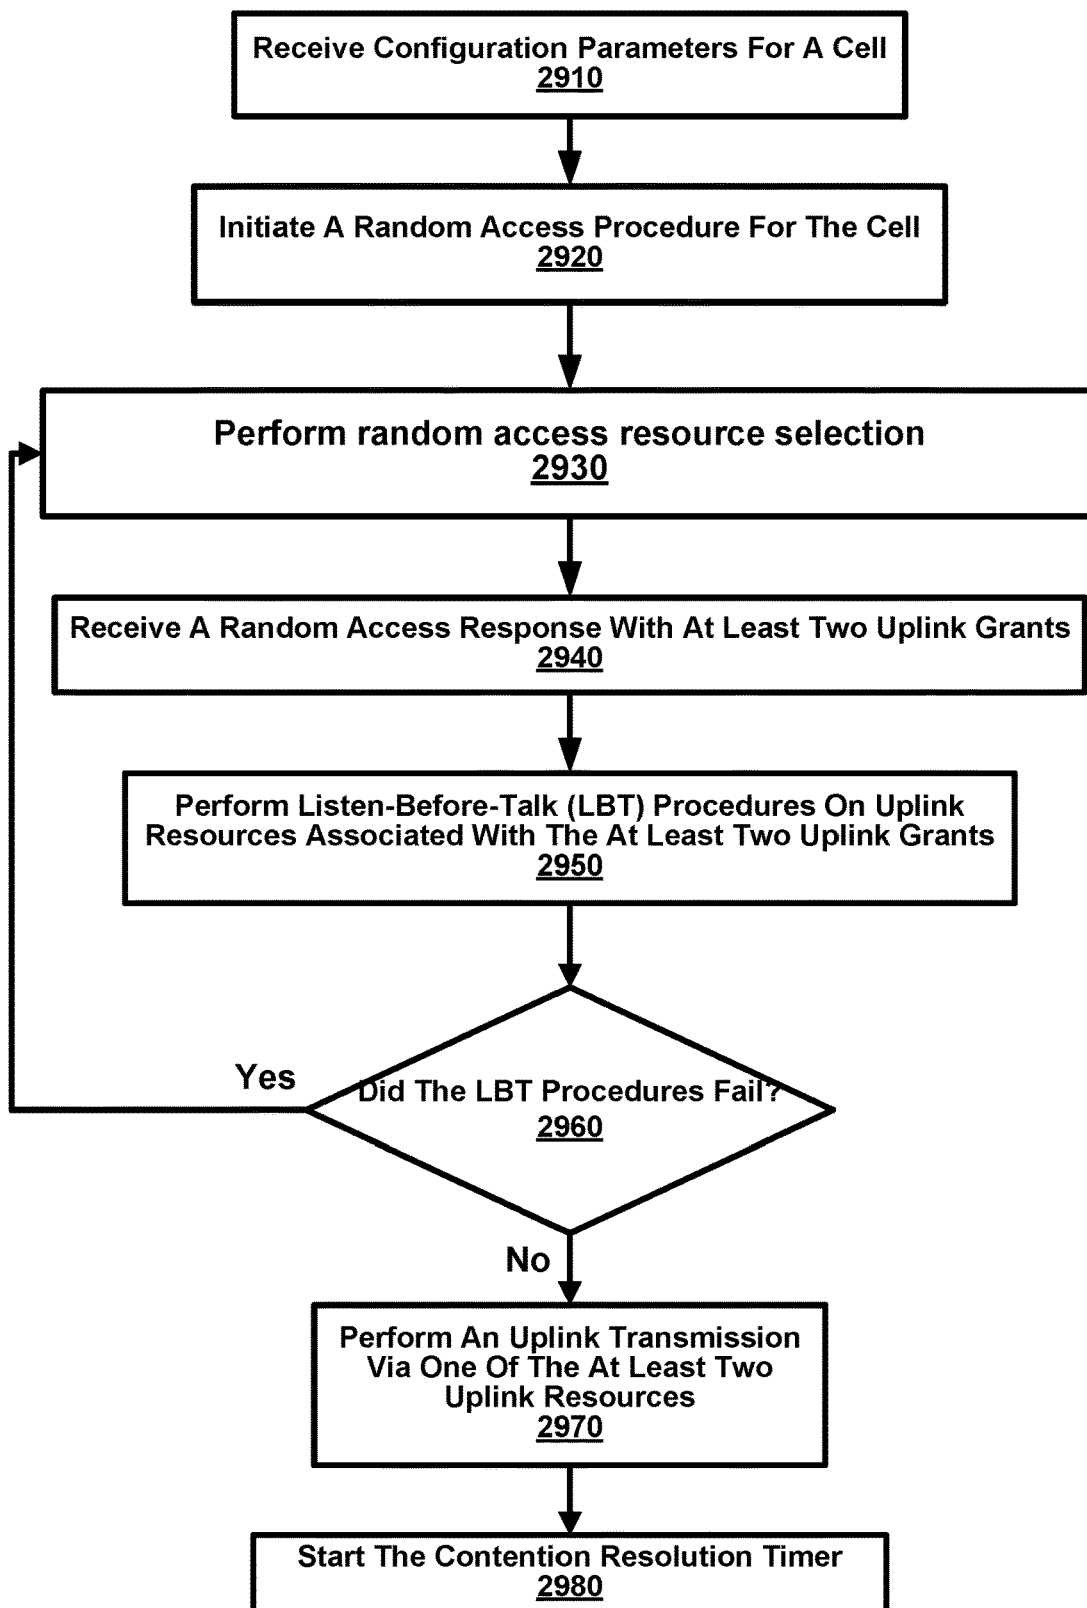 Receive Configuration Parameters For A Cell
2910
Initiate A Random Access Procedure For The Cell
2920
Perform random access resource selection
2930
Receive A Random Access Response With At Least Two Uplink Grants
2940
Perform Listen-Before-Talk (LBT) Procedures On Uplink
Resources Associated With The At Least Two Uplink Grants
2950
Yes
Did The LBT Procedures Fail?
2960
No
Perform An Uplink Transmission
Via One Of The At Least Two
Uplink Resources
2970
Start The Contention Resolution Timer
2980